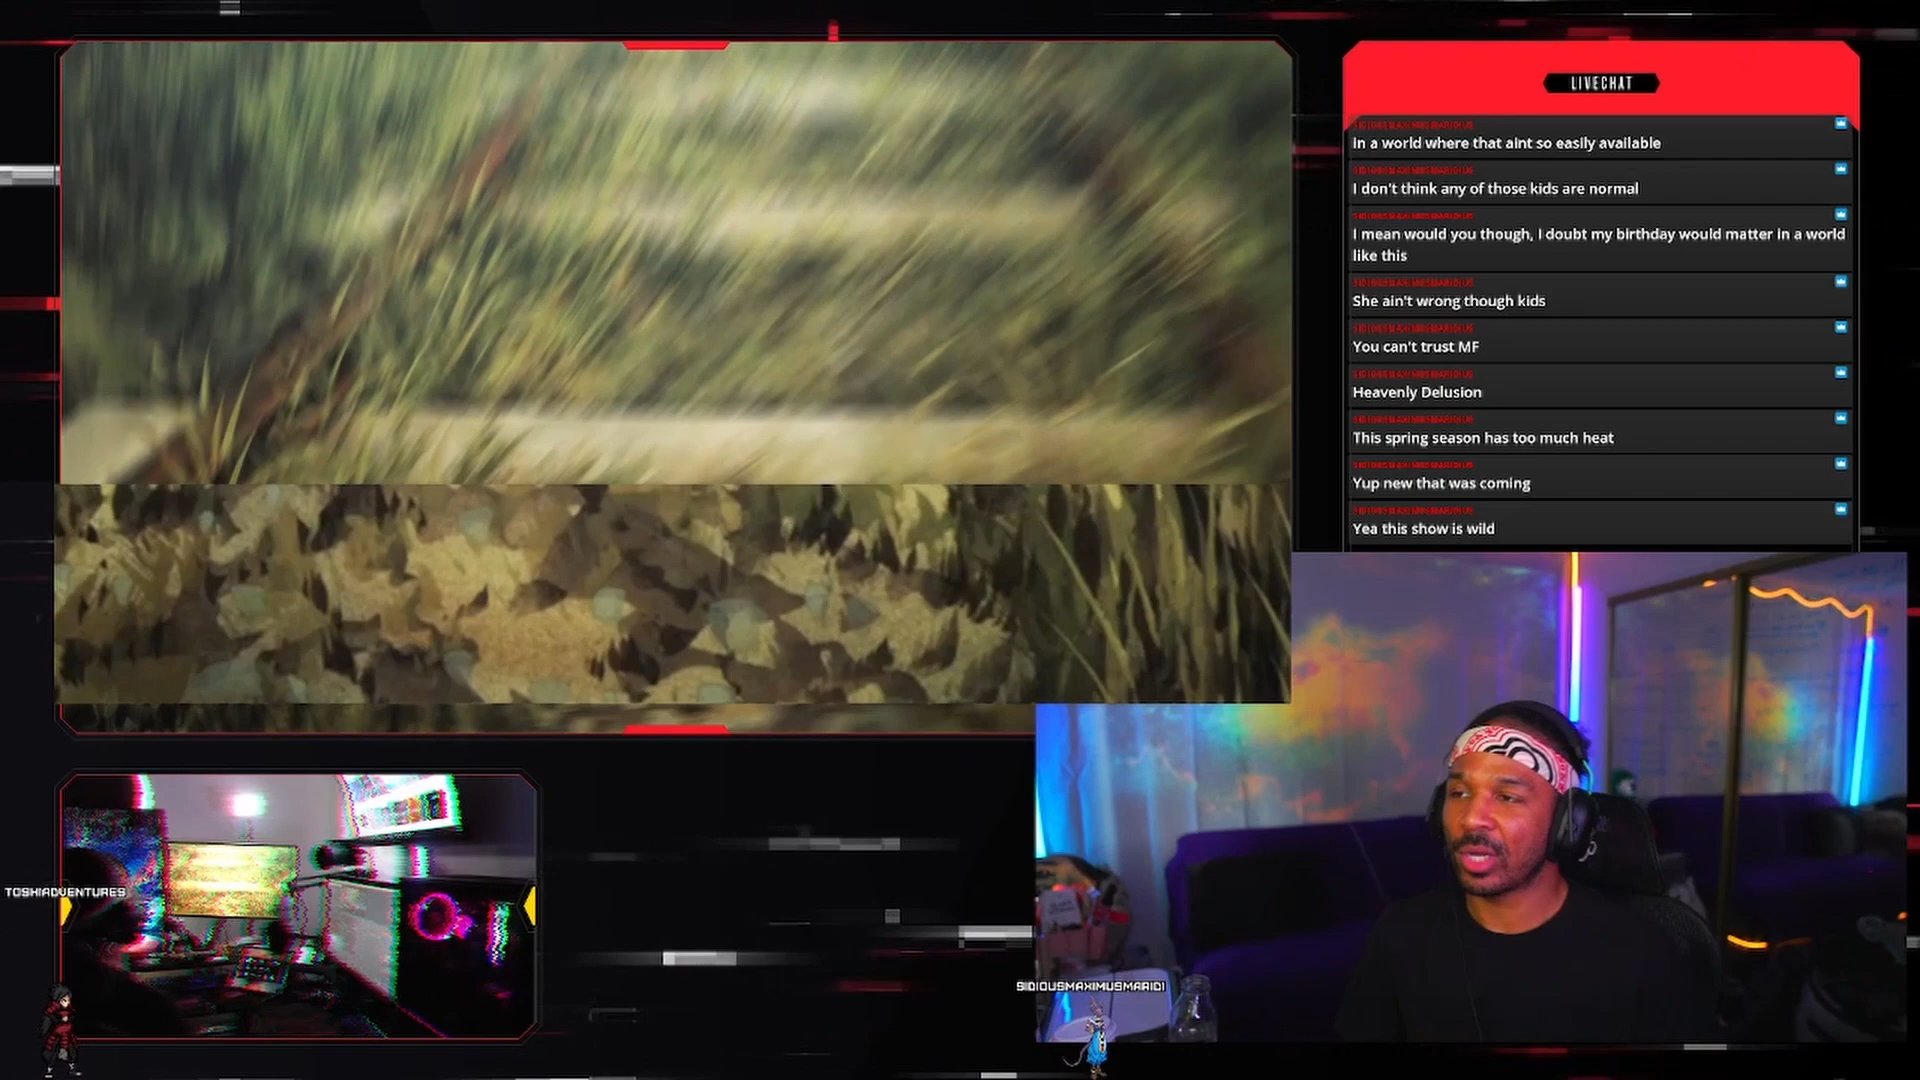 LIVECHAT
In a world where that aint so easily available
I don't think any of those kids are normal
I mean would you though, I doubt my birthday would matter in a world
like this
She ain't wrong though kids
You can't trust MF
Heavenly Delusion
This spring season has too much heat
Yup new that was coming
Yea this show is wild
TOSHIADVENTURES
SIDIOUSMAXIMUSMARIDI